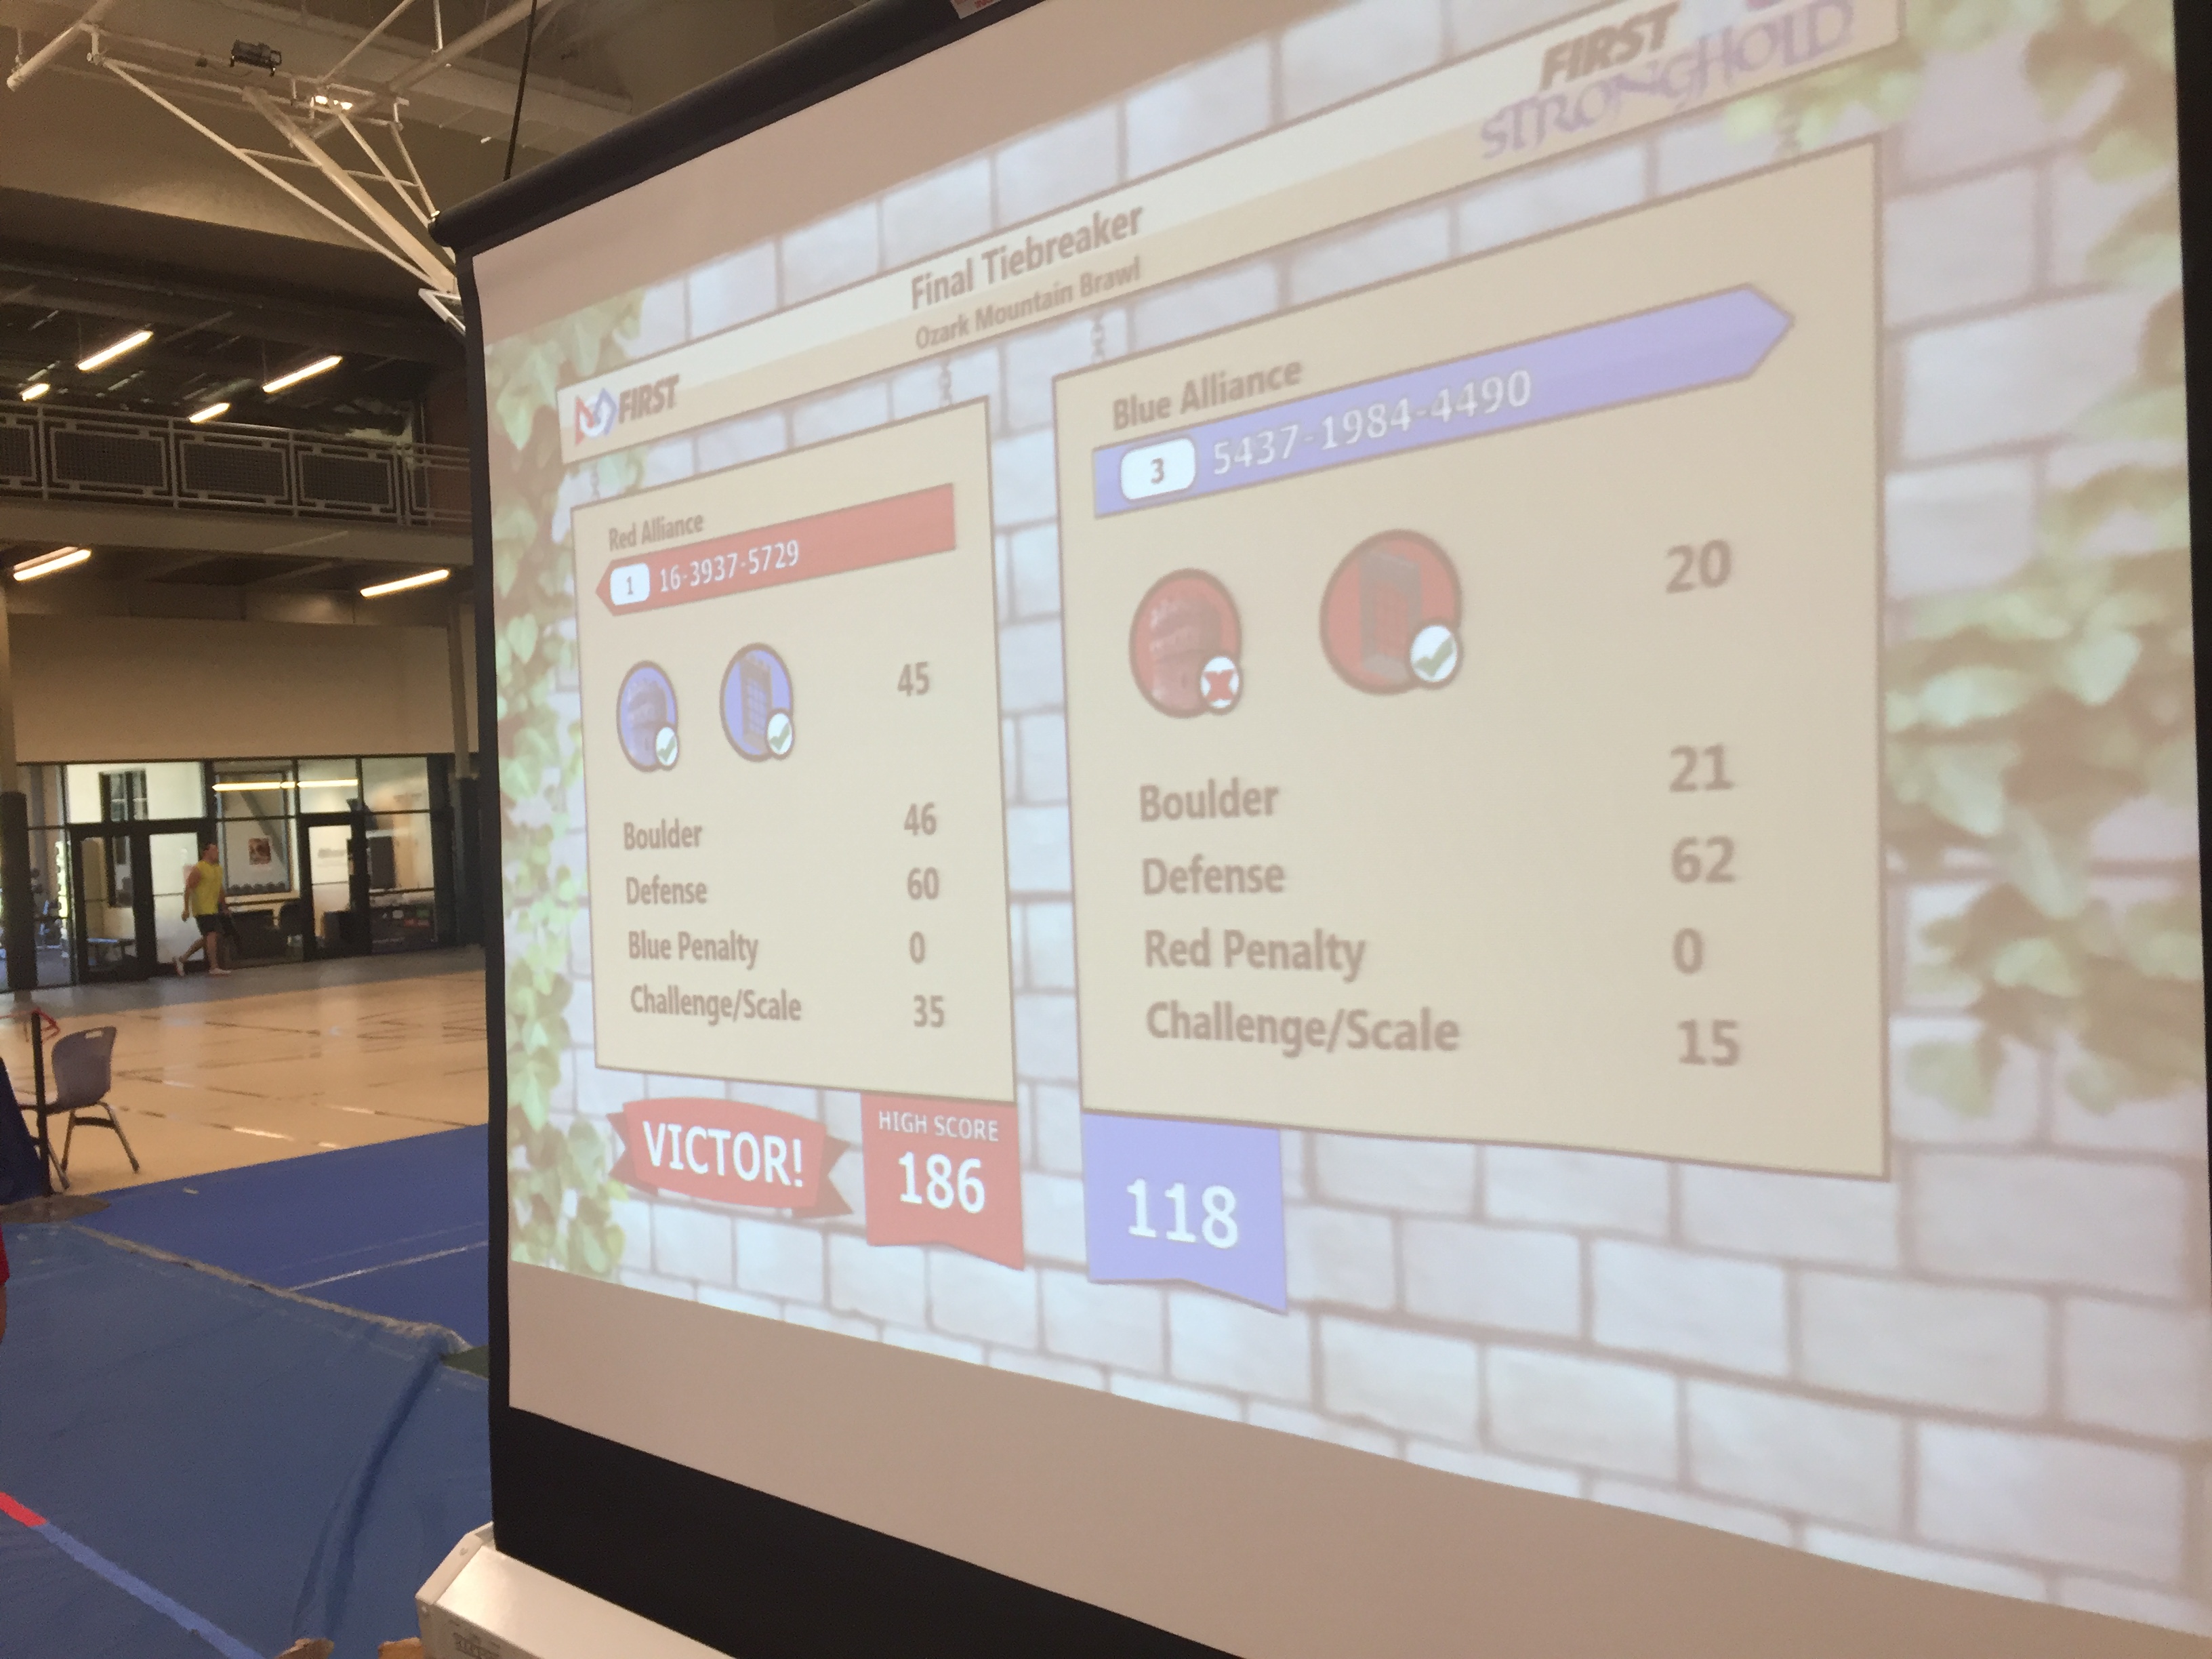 FIRST
STRONGHOLD
Final Tiebreaker
Ozark Mountain Brawl
FIRST
Red Alliance
1 16-3937-5729
45
Boulder 46
Defense 60
Blue Penalty 0
Challenge/Scale 35
VICTOR!
HIGH SCORE
186
Blue Alliance
3 5437-1984-4490
20
Boulder 21
Defense 62
Red Penalty 0
Challenge/Scale 15
118